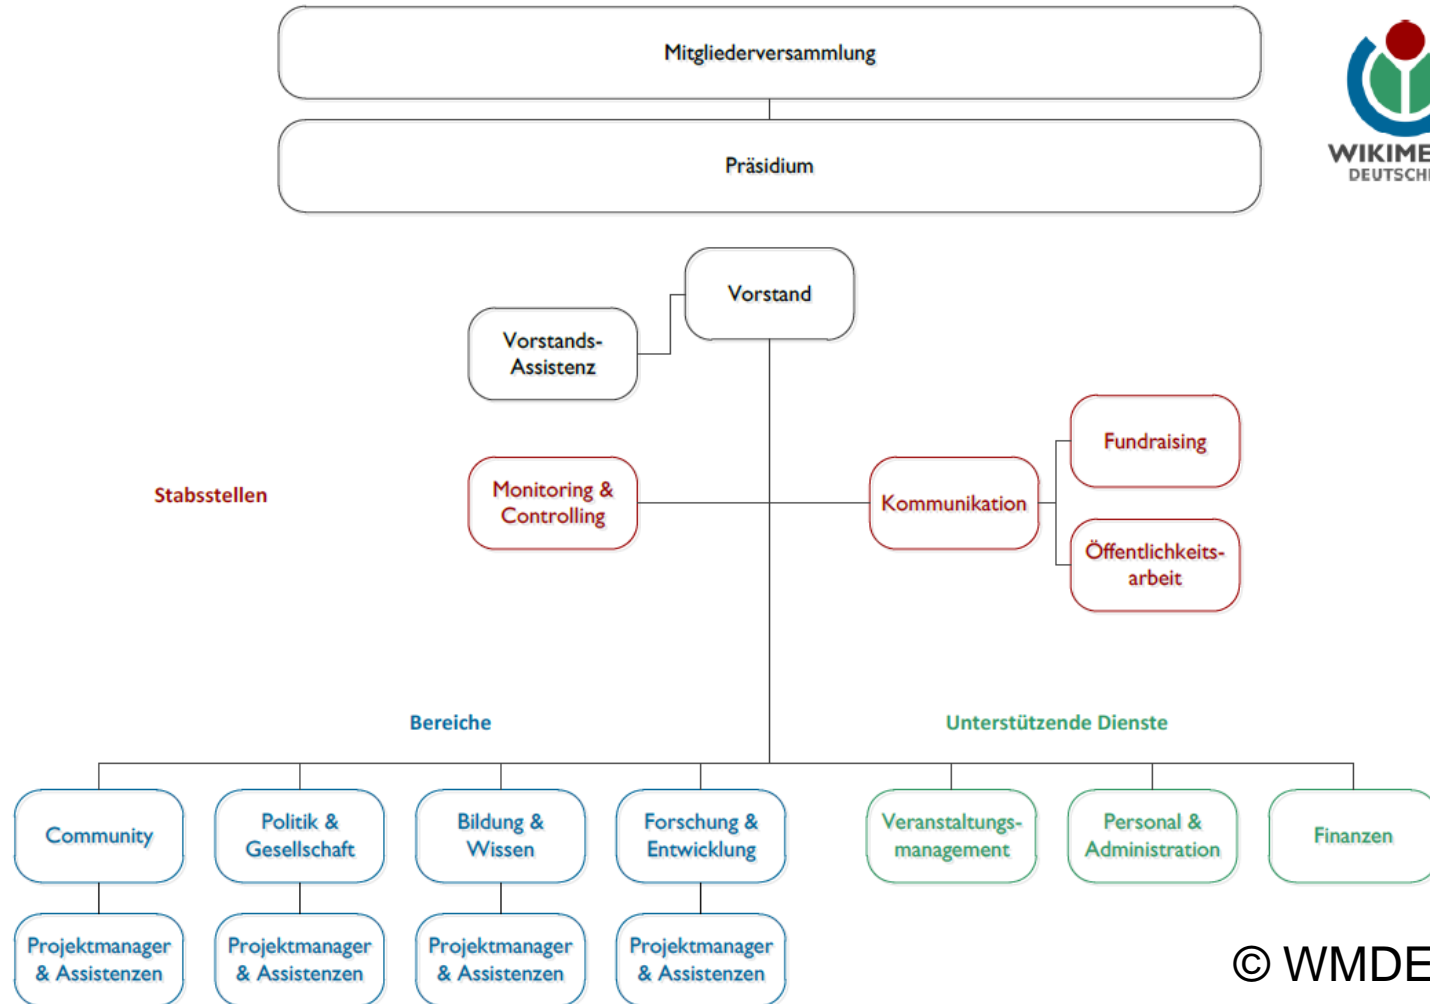 Mitgliederversammlung
Präsidium
WIKIME
DEUTSCH
Vorstand
Vorstands-
Assistenz
Stabsstellen
Monitoring &
Controlling
Kommunikation
Fundraising
Öffentlichkeits-
arbeit
Bereiche
Unterstützende Dienste
Community
Politik &
Gesellschaft
Bildung &
Wissen
Forschung &
Entwicklung
Veranstaltungs-
management
Personal &
Administration
Finanzen
Projektmanager
& Assistenzen
Projektmanager
& Assistenzen
Projektmanager
& Assistenzen
Projektmanager
& Assistenzen
© WMDE